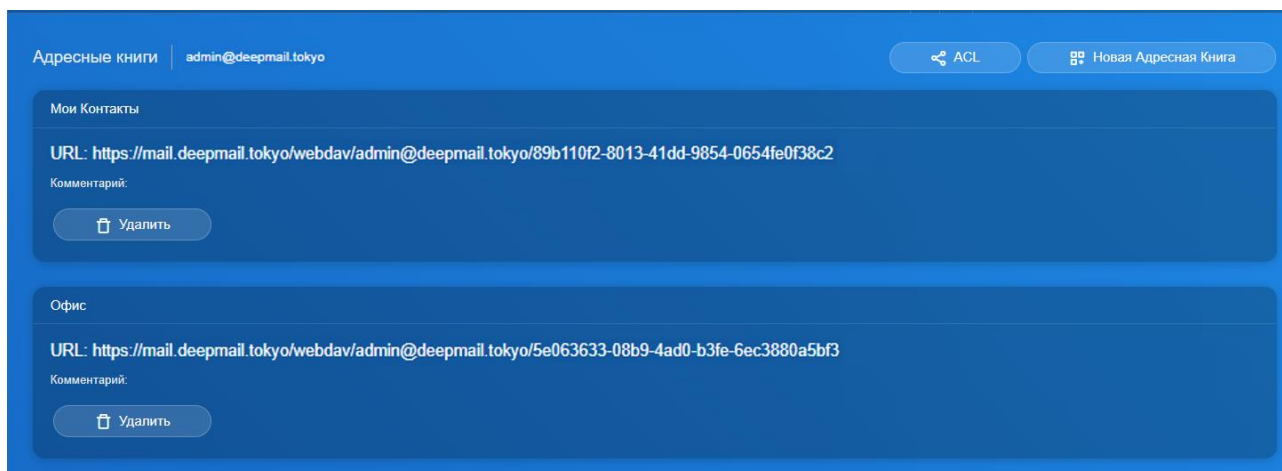 Адресные книги admin@deepmail.tokyo ACL Новая Адресная Книга
Мои Контакты
URL: https://mail.deepmail.tokyo/webdav/admin@deepmail.tokyo/89b110f2-8013-41dd-9854-0654fe0f38c2
Комментарий:
Удалить
Офис
URL: https://mail.deepmail.tokyo/webdav/admin@deepmail.tokyo/5e063633-08b9-4ad0-b3fe-6ec3880a5bf3
Комментарий:
Удалить